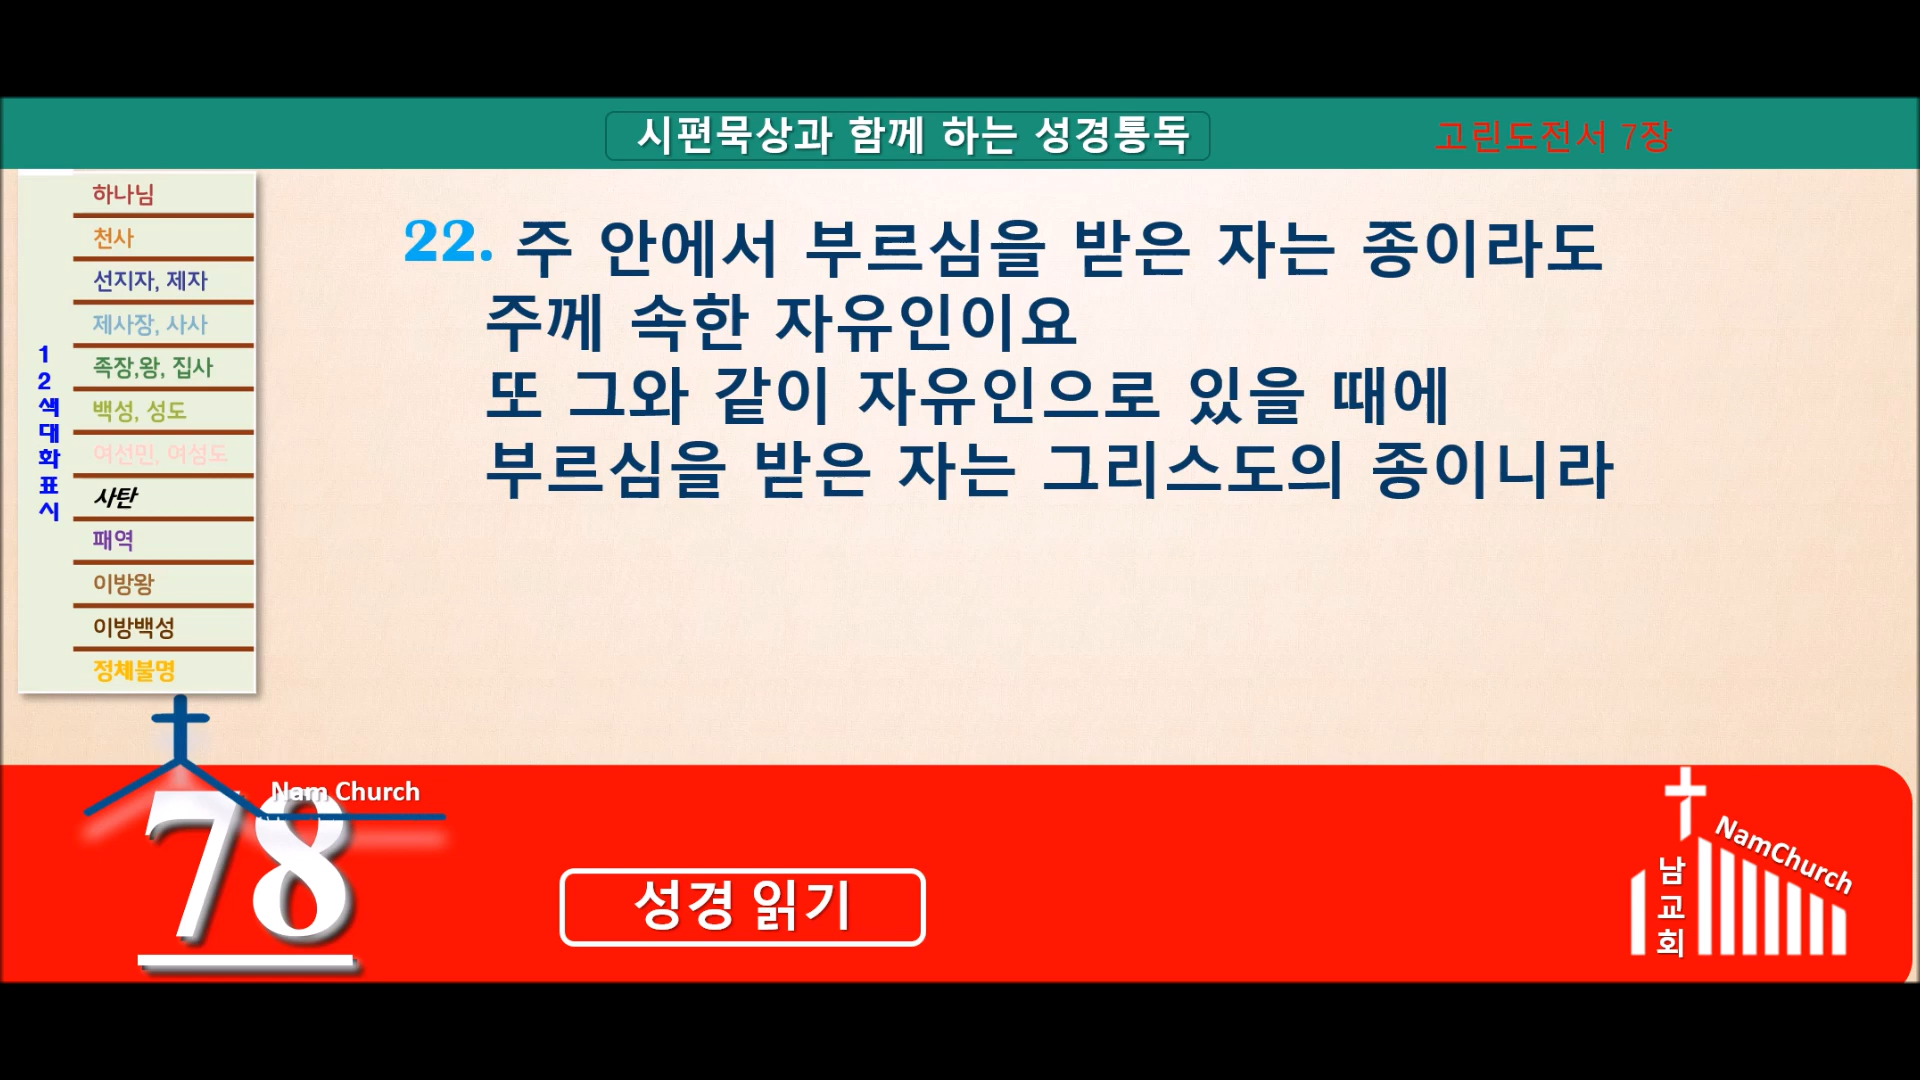 시편묵상과 함께 하는 성경통독
고린도전서 7장
12색대화표시
하나님
천사
선지자, 제자
제사장, 사사
족장,왕, 집사
백성, 성도
여선민, 여성도
사탄
패역
이방왕
이방백성
정체불명
22. 주 안에서 부르심을 받은 자는 종이라도
주께 속한 자유인이요
또 그와 같이 자유인으로 있을 때에
부르심을 받은 자는 그리스도의 종이니라
Nam Church
78
성경 읽기
NamChurch
남교회